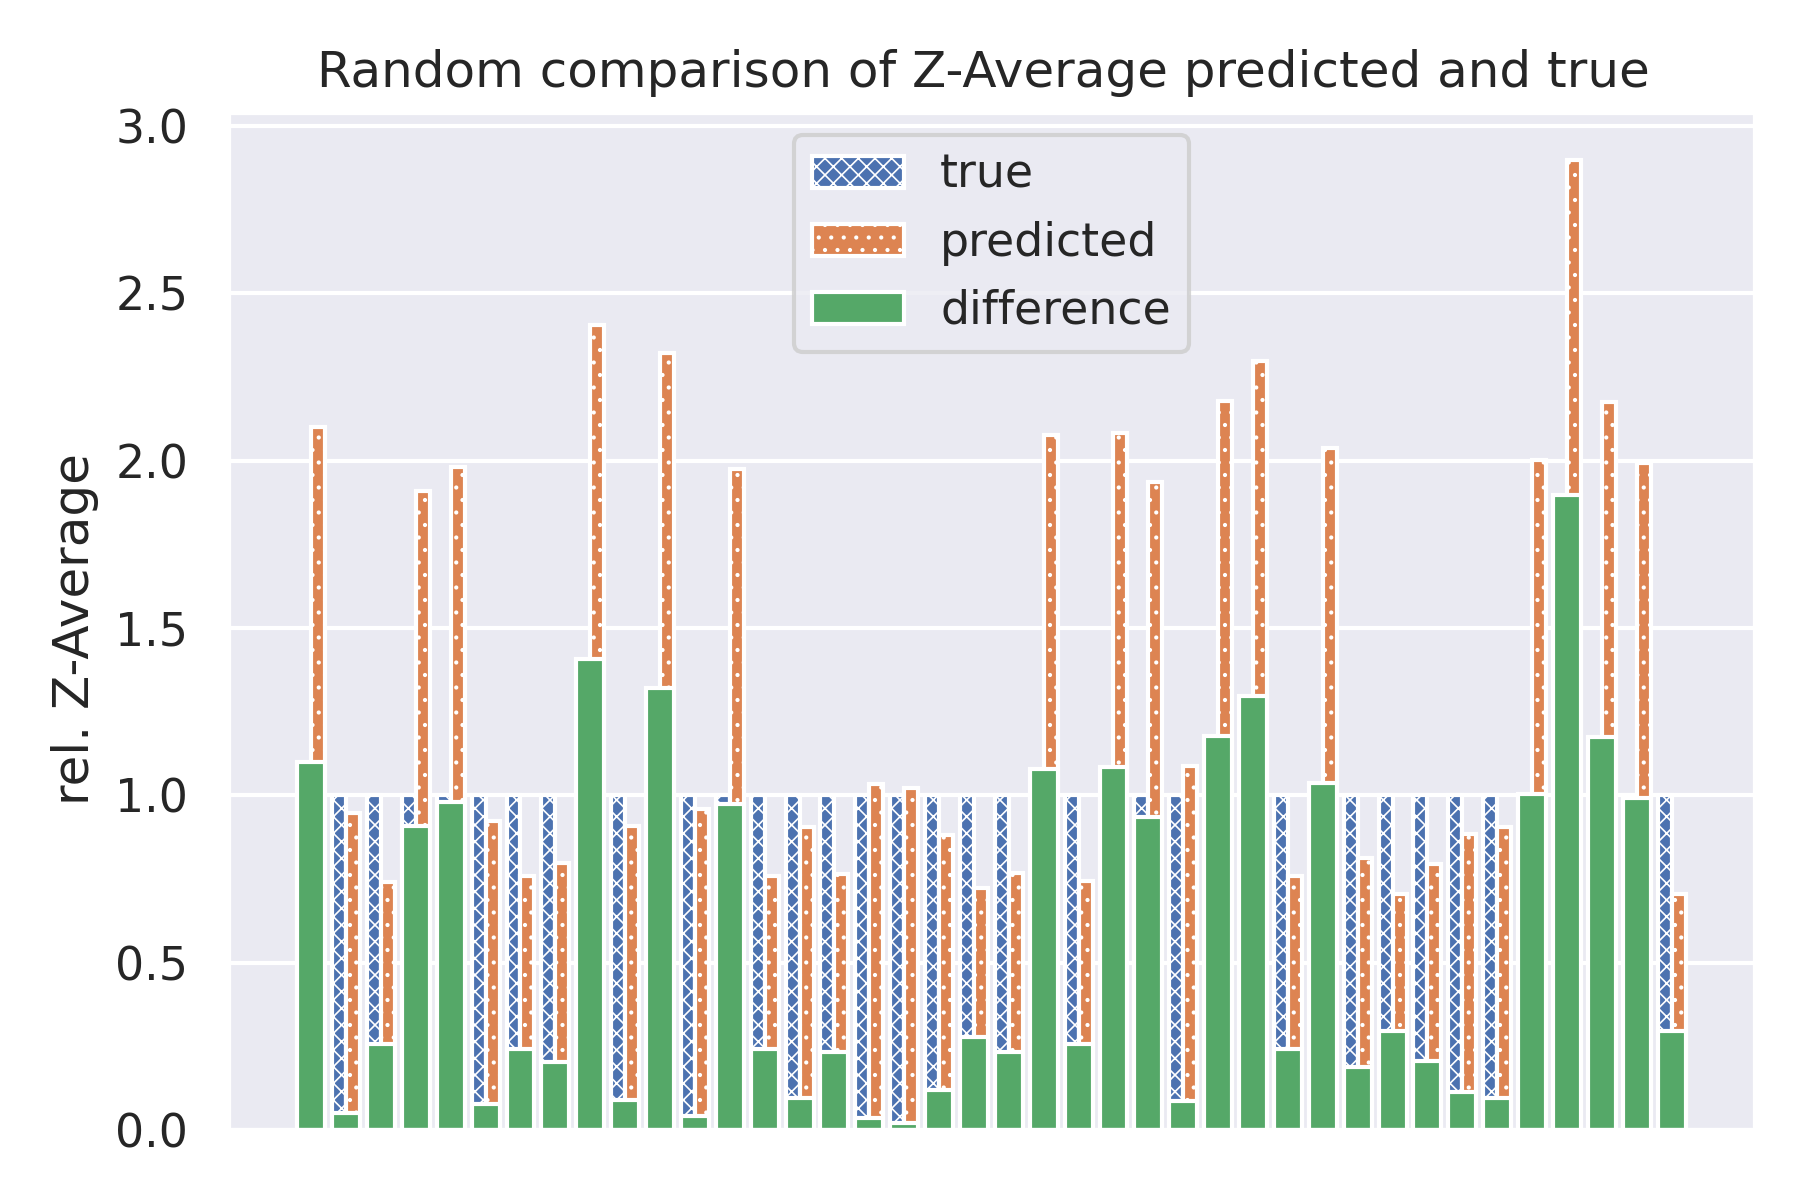 Random comparison of Z-Average predicted and true
3.0
2.5
2.0
1.5
1.0
0.5
0.0
rel. Z-Average
true
predicted
difference